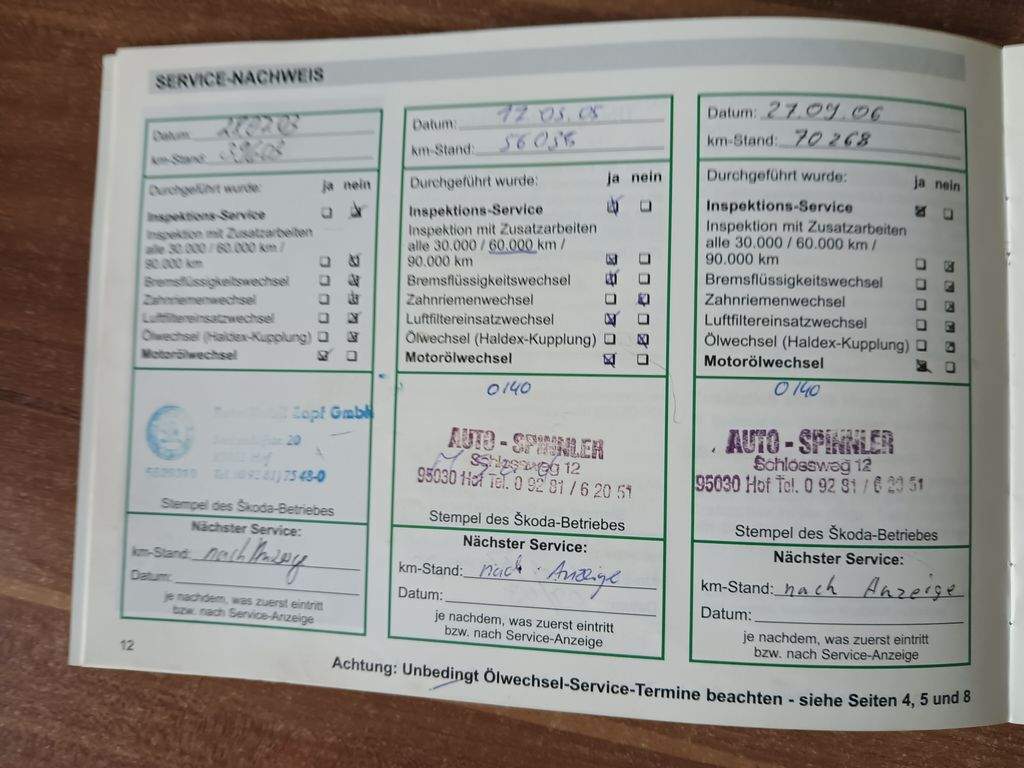 SERVICE-NACHWEIS
Datum:
km-Stand: 39603
Durchgeführt wurde: ja nein
Inspektions-Service
Inspektion mit Zusatzarbeiten
alle 30.000 / 60.000 km /
90.000 km
Bremsflüssigkeitswechsel
Zahnriemenwechsel
Luftfiltereinsatzwechsel
Ölwechsel (Haldex-Kupplung)
Motorölwechsel
Zopf GmbH
20
Stempel des Škoda-Betriebes
Nächster Service:
km-Stand: nach Anzeige
Datum:
je nachdem, was zuerst eintritt
bzw. nach Service-Anzeige
Datum: 17.03.05
km-Stand: 56036
Durchgeführt wurde: ja nein
Inspektions-Service
Inspektion mit Zusatzarbeiten
alle 30.000 / 60.000 km /
90.000 km
Bremsflüssigkeitswechsel
Zahnriemenwechsel
Luftfiltereinsatzwechsel
Ölwechsel (Haldex-Kupplung)
Motorölwechsel
0140
AUTO - SPINNLER
Schlossweg 12
95030 Hof Tel. 0 92 81 / 6 20 51
Stempel des Škoda-Betriebes
Nächster Service:
km-Stand: nach Anzeige
Datum:
je nachdem, was zuerst eintritt
bzw. nach Service-Anzeige
Datum: 27.09.06
km-Stand: 70268
Durchgeführt wurde: ja nein
Inspektions-Service
Inspektion mit Zusatzarbeiten
alle 30.000 / 60.000 km /
90.000 km
Bremsflüssigkeitswechsel
Zahnriemenwechsel
Luftfiltereinsatzwechsel
Ölwechsel (Haldex-Kupplung)
Motorölwechsel
0140
AUTO - SPINNLER
Schlossweg 12
95030 Hof Tel. 0 92 81 / 6 20 51
Stempel des Škoda-Betriebes
Nächster Service:
km-Stand: nach Anzeige
Datum:
je nachdem, was zuerst eintritt
bzw. nach Service-Anzeige
12
Achtung: Unbedingt Ölwechsel-Service-Termine beachten - siehe Seiten 4, 5 und 8